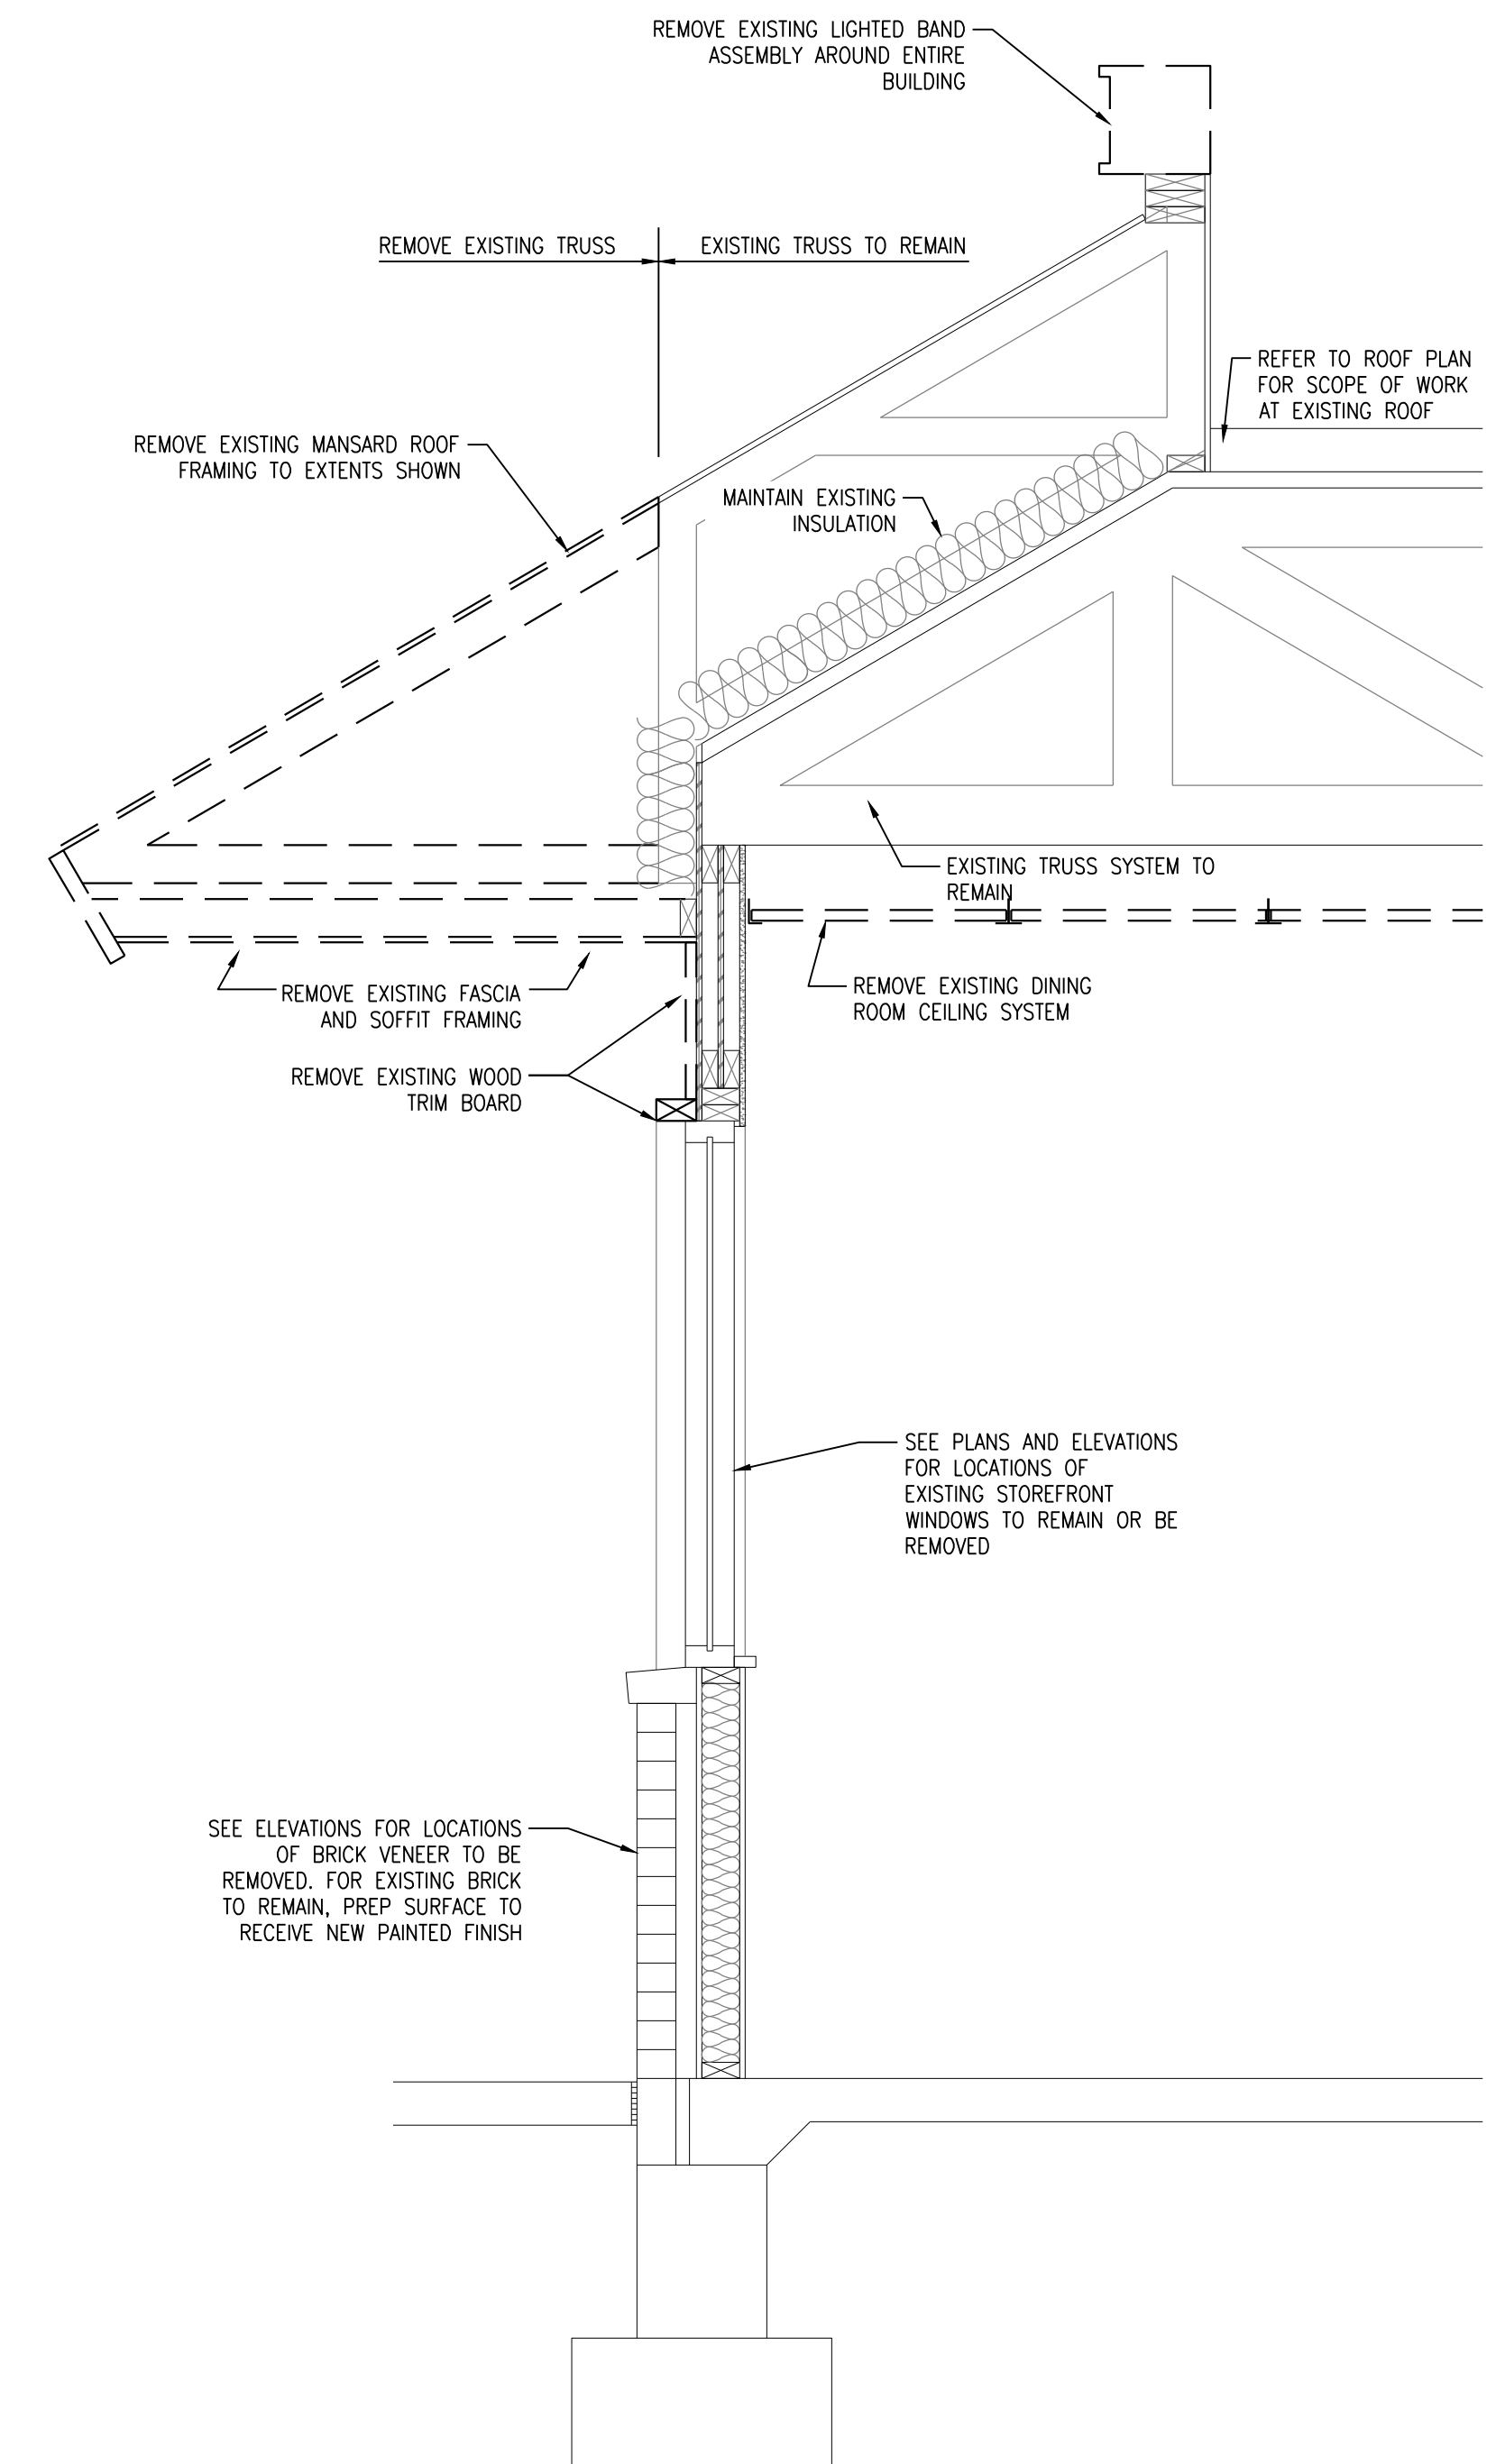 REMOVE EXISTING LIGHTED BAND
ASSEMBLY AROUND ENTIRE
BUILDING
REMOVE EXISTING TRUSS
EXISTING TRUSS TO REMAIN
REFER TO ROOF PLAN
FOR SCOPE OF WORK
AT EXISTING ROOF
REMOVE EXISTING MANSARD ROOF
FRAMING TO EXTENTS SHOWN
MAINTAIN EXISTING
INSULATION
EXISTING TRUSS SYSTEM TO
REMAIN
REMOVE EXISTING FASCIA
AND SOFFIT FRAMING
REMOVE EXISTING DINING
ROOM CEILING SYSTEM
REMOVE EXISTING WOOD
TRIM BOARD
SEE PLANS AND ELEVATIONS
FOR LOCATIONS OF
EXISTING STOREFRONT
WINDOWS TO REMAIN OR BE
REMOVED
SEE ELEVATIONS FOR LOCATIONS
OF BRICK VENEER TO BE
REMOVED. FOR EXISTING BRICK
TO REMAIN, PREP SURFACE TO
RECEIVE NEW PAINTED FINISH